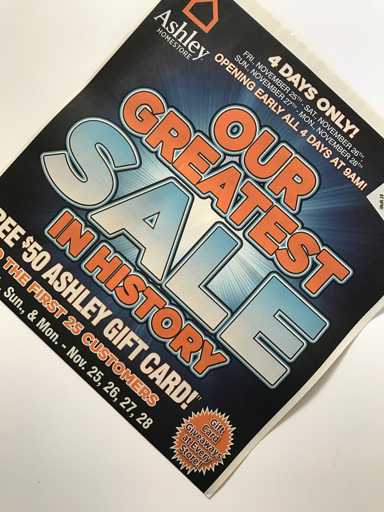 Ashley
HOMESTORE
4 DAYS ONLY!
FRI. NOVEMBER 25TH - SAT. NOVEMBER 26TH,
SUN. NOVEMBER 27TH - MON. NOVEMBER 28TH
OPENING EARLY ALL 4 DAYS AT 9AM!
OUR
GREATEST
SALE
IN HISTORY
$50 ASHLEY GIFT CARD!
THE FIRST 25 CUSTOMERS
Sun., & Mon. - Nov. 25, 26, 27, 28
Gift
Card
Giveaways
at Every
Store!